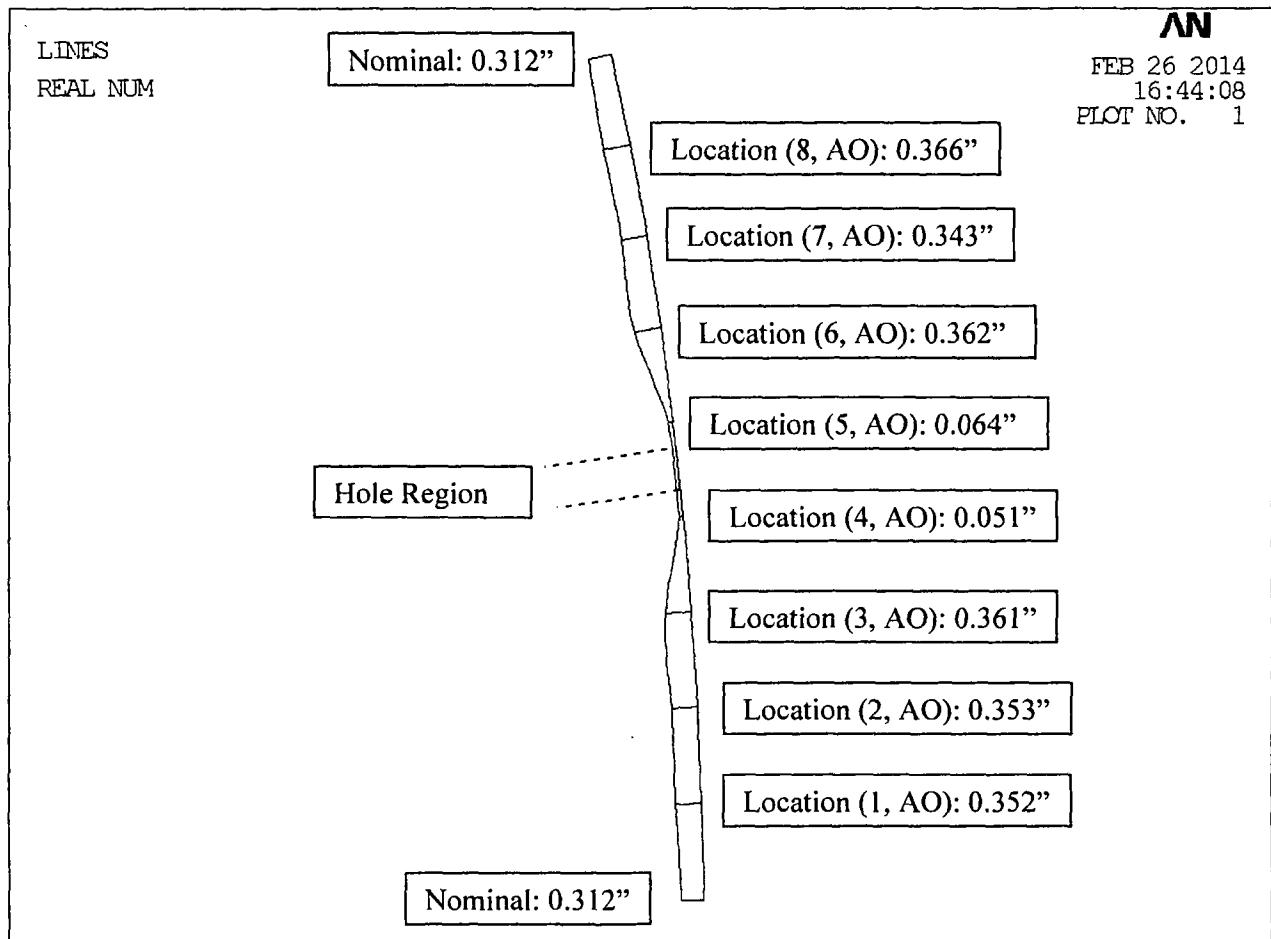 LINES
REAL NUM
Nominal: 0.312”
ΛN
FEB 26 2014
16:44:08
PLOT NO. 1
Location (8, AO): 0.366”
Location (7, AO): 0.343”
Location (6, AO): 0.362”
Location (5, AO): 0.064”
Hole Region
Location (4, AO): 0.051”
Location (3, AO): 0.361”
Location (2, AO): 0.353”
Location (1, AO): 0.352”
Nominal: 0.312”